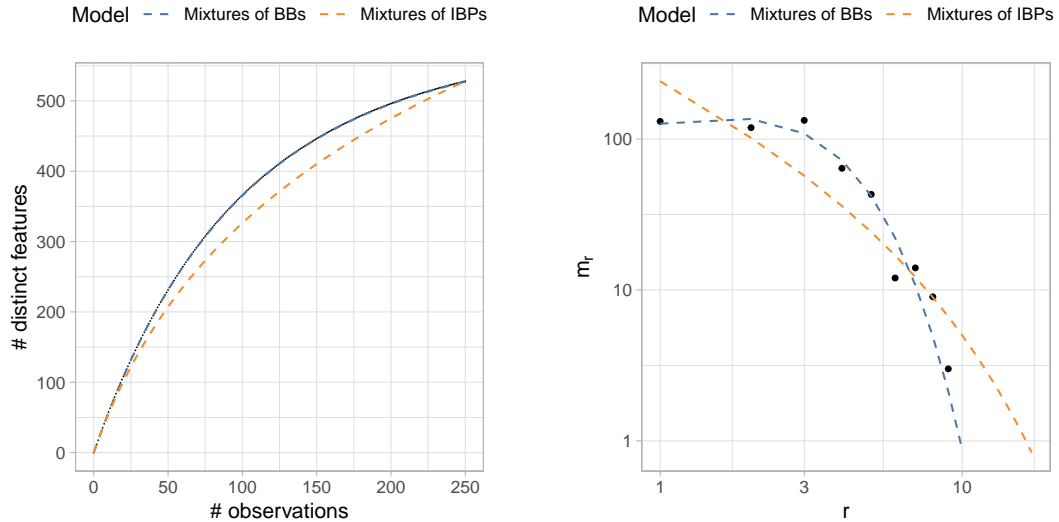 Model Mixtures of BBs Mixtures of IBPs
# distinct features
500
400
300
200
100
0
0 50 100 150 200 250
# observations
Model Mixtures of BBs Mixtures of IBPs
m_r
100
10
1
1 3 10
r